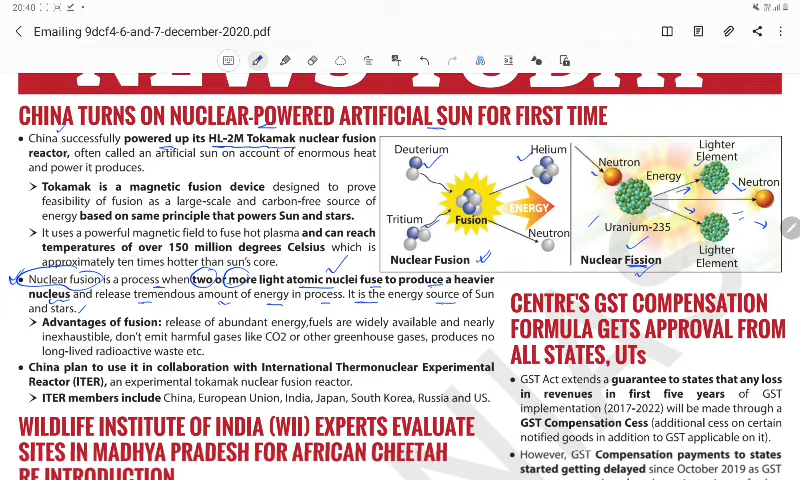 20:40
Emailing 9dcf4-6-and-7-december-2020.pdf
NEWS TODAY
CHINA TURNS ON NUCLEAR-POWERED ARTIFICIAL SUN FOR FIRST TIME
• China successfully powered up its HL-2M Tokamak nuclear fusion
reactor, often called an artificial sun on account of enormous heat
and power it produces.
➤ Tokamak is a magnetic fusion device designed to prove
feasibility of fusion as a large-scale and carbon-free source of
energy based on same principle that powers Sun and stars.
➤ It uses a powerful magnetic field to fuse hot plasma and can reach
temperatures of over 150 million degrees Celsius which is
approximately ten times hotter than sun's core.
• Nuclear fusion is a process when two or more light atomic nuclei fuse to produce a heavier
nucleus and release tremendous amount of energy in process. It is the energy source of Sun
and stars.
➤ Advantages of fusion: release of abundant energy,fuels are widely available and nearly
inexhaustible, don't emit harmful gases like CO2 or other greenhouse gases, produces no
long-lived radioactive waste etc.
• China plan to use it in collaboration with International Thermonuclear Experimental
Reactor (ITER), an experimental tokamak nuclear fusion reactor.
➤ ITER members include China, European Union, India, Japan, South Korea, Russia and US.
WILDLIFE INSTITUTE OF INDIA (WII) EXPERTS EVALUATE
SITES IN MADHYA PRADESH FOR AFRICAN CHEETAH
RE INTRODUCTION
Deuterium
Helium
Fusion
ENERGY
Tritium
Neutron
Nuclear Fusion
Neutron
Energy
Lighter
Element
Neutron
Uranium-235
Lighter
Element
Nuclear Fission
CENTRE'S GST COMPENSATION
FORMULA GETS APPROVAL FROM
ALL STATES, UTs
• GST Act extends a guarantee to states that any loss
in revenues in first five years of GST
implementation (2017-2022) will be made through a
GST Compensation Cess (additional cess on certain
notified goods in addition to GST applicable on it).
• However, GST Compensation payments to states
started getting delayed since October 2019 as GST